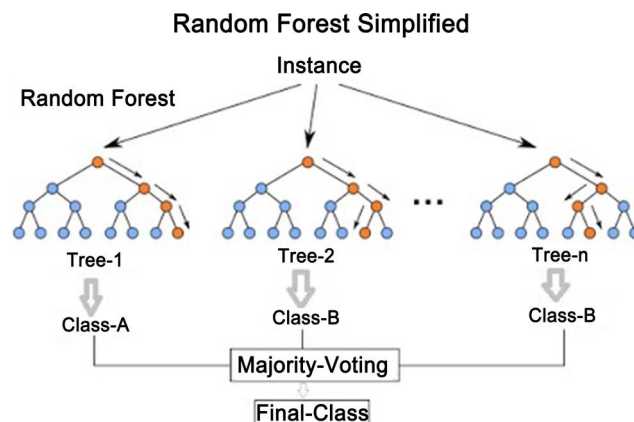 Random Forest Simplified
Instance
Random Forest
...
Tree-1 Tree-2 Tree-n
Class-A Class-B Class-B
Majority-Voting
Final-Class